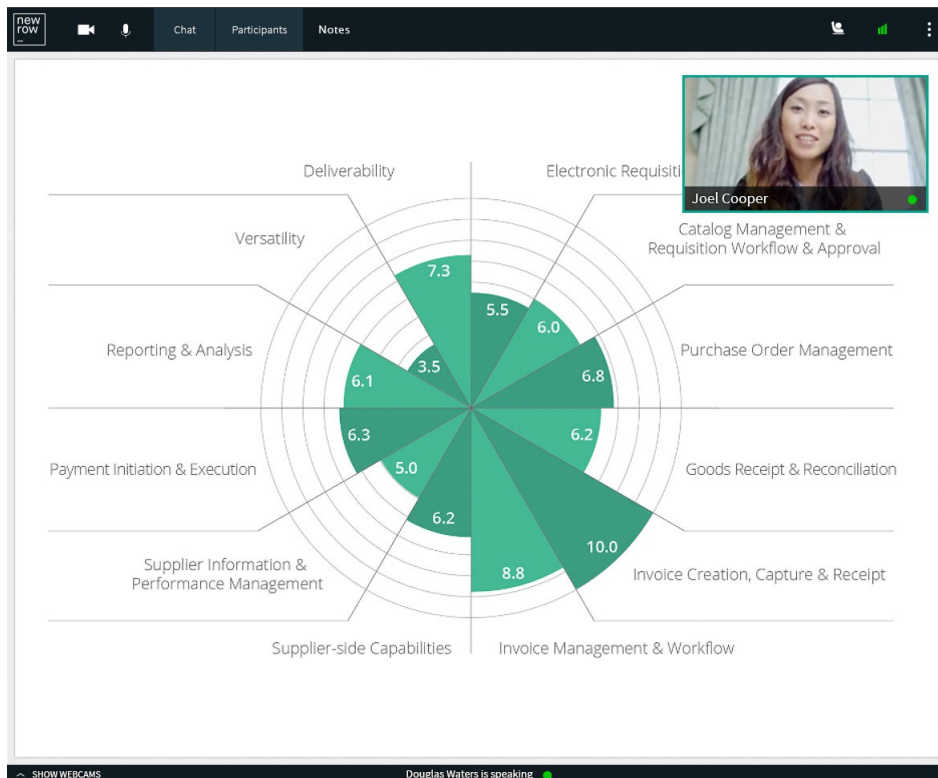 new
row
Chat
Participants
Notes
Joel Cooper
Deliverability
Electronic
Versatility
Catalog Management &
Requisition Workflow & Approval
Reporting & Analysis
Purchase Order Management
Payment Initiation & Execution
Goods Receipt & Reconciliation
Supplier Information &
Performance Management
Invoice Creation, Capture & Receipt
Supplier-side Capabilities
Invoice Management & Workflow
7.3
5.5
6.0
3.5
6.8
6.1
6.3
6.2
5.0
6.2
8.8
10.0
SHOW WEBCAMS
Douglas Waters is speaking